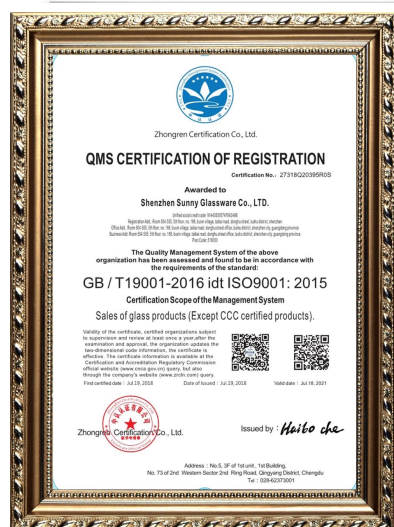 Zhongren Certification Co., Ltd.
QMS CERTIFICATION OF REGISTRATION
Certification No.: 27318Q20395R0S
Awarded to
Shenzhen Sunny Glassware Co., LTD.
The Quality Management System of the above
organization has been assessed and found to be in accordance with
the requirements of the standard:
GB / T19001-2016 idt ISO9001: 2015
Certification Scope of the Management System
Sales of glass products (Except CCC certified products).
Validity of the certificate, certified organizations subject
to supervision and review at least once a year,after the
examination and approval, the organization updates the
two-dimensional code information, the certificate is
effective. The certificate information is available at the
Certification and Accreditation Regulatory Commission
official website (www.cnca.gov.cn) query, but also
through the company's website (www.zrcln.com) query.
First certified date : Jul.19, 2018 Date of issued : Jul.19, 2018 Valid date : Jul 18, 2021
Zhongren Certification Co., Ltd.
Issued by : Haibo che
Address : No.5, 3F of 1st unit , 1st Building,
No. 73 of 2nd Western Sector 2nd Ring Road, Qingyang District, Chengdu
Tel : 028-62373001